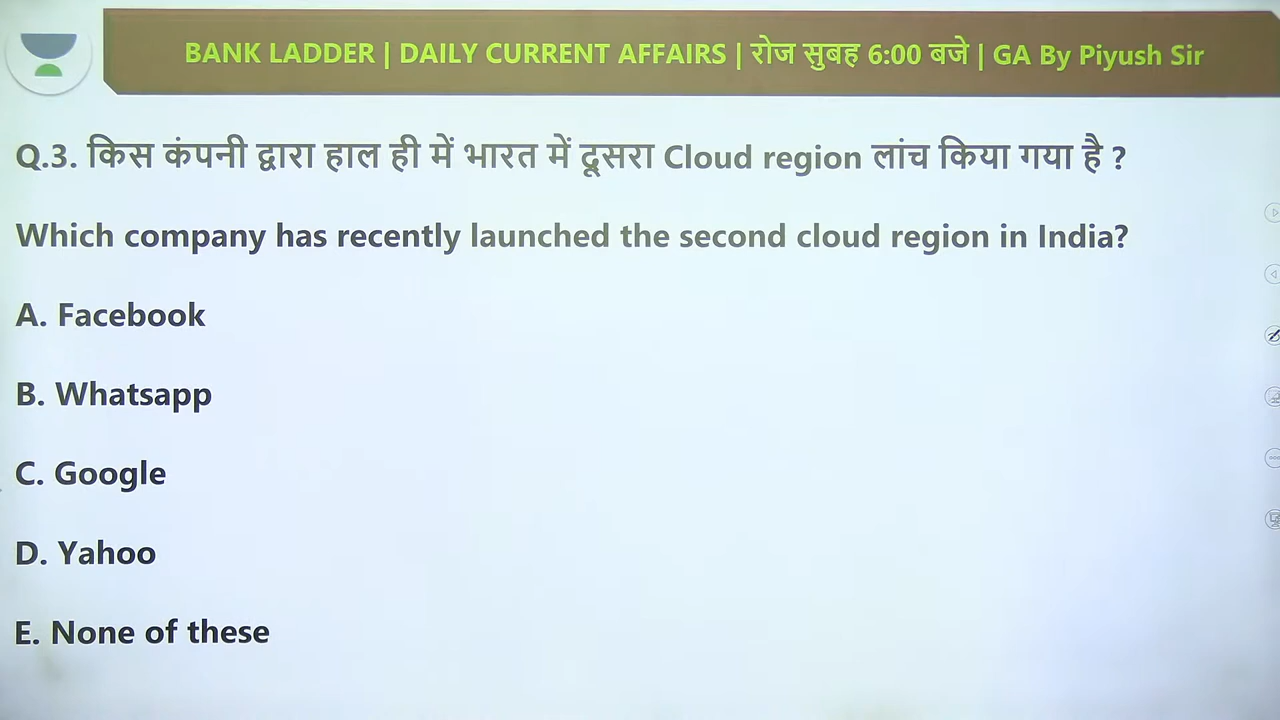 BANK LADDER | DAILY CURRENT AFFAIRS | रोज सुबह 6:00 बजे | GA By Piyush Sir
Q.3. किस कंपनी द्वारा हाल ही में भारत में दूसरा Cloud region लांच किया गया है ?
Which company has recently launched the second cloud region in India?
A. Facebook
B. Whatsapp
C. Google
D. Yahoo
E. None of these